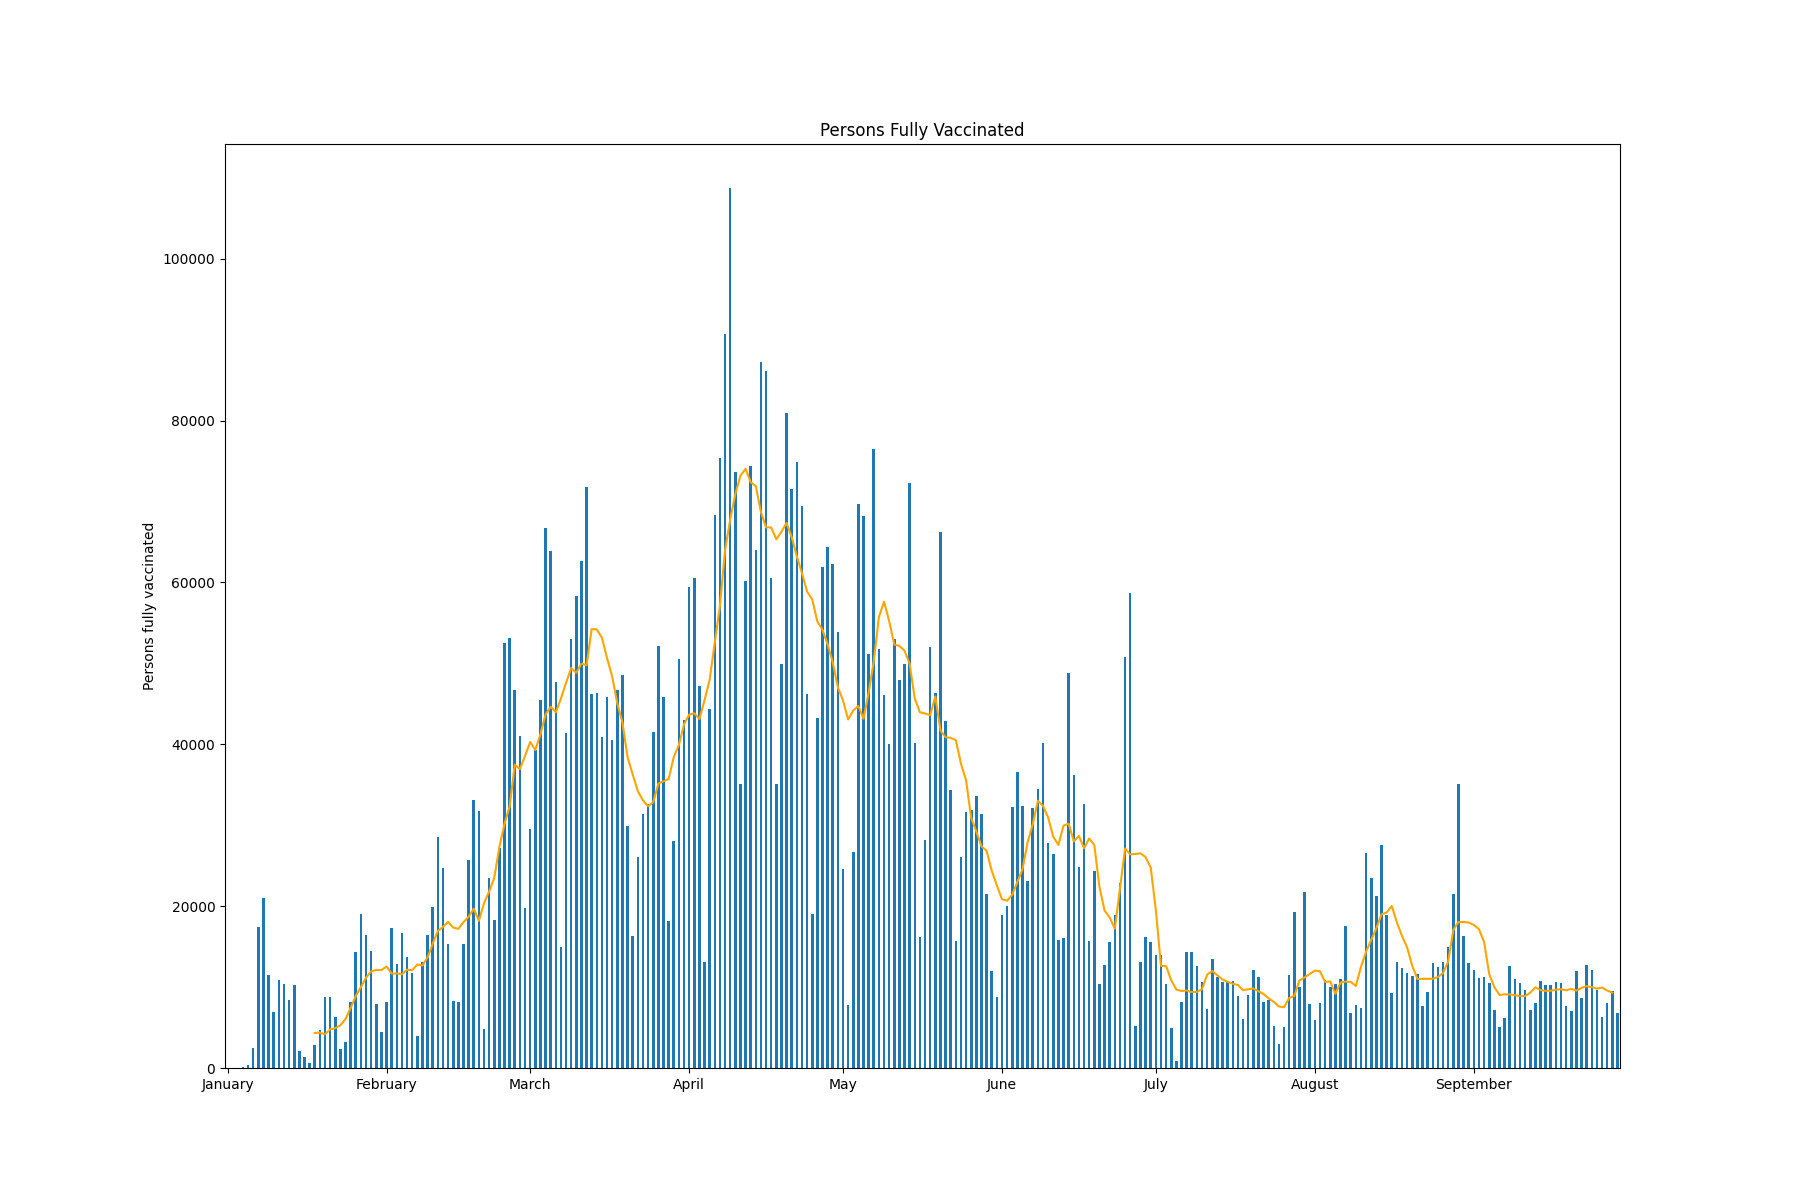 Persons Fully Vaccinated
Persons fully vaccinated
100000
80000
60000
40000
20000
0
January February March April May June July August September